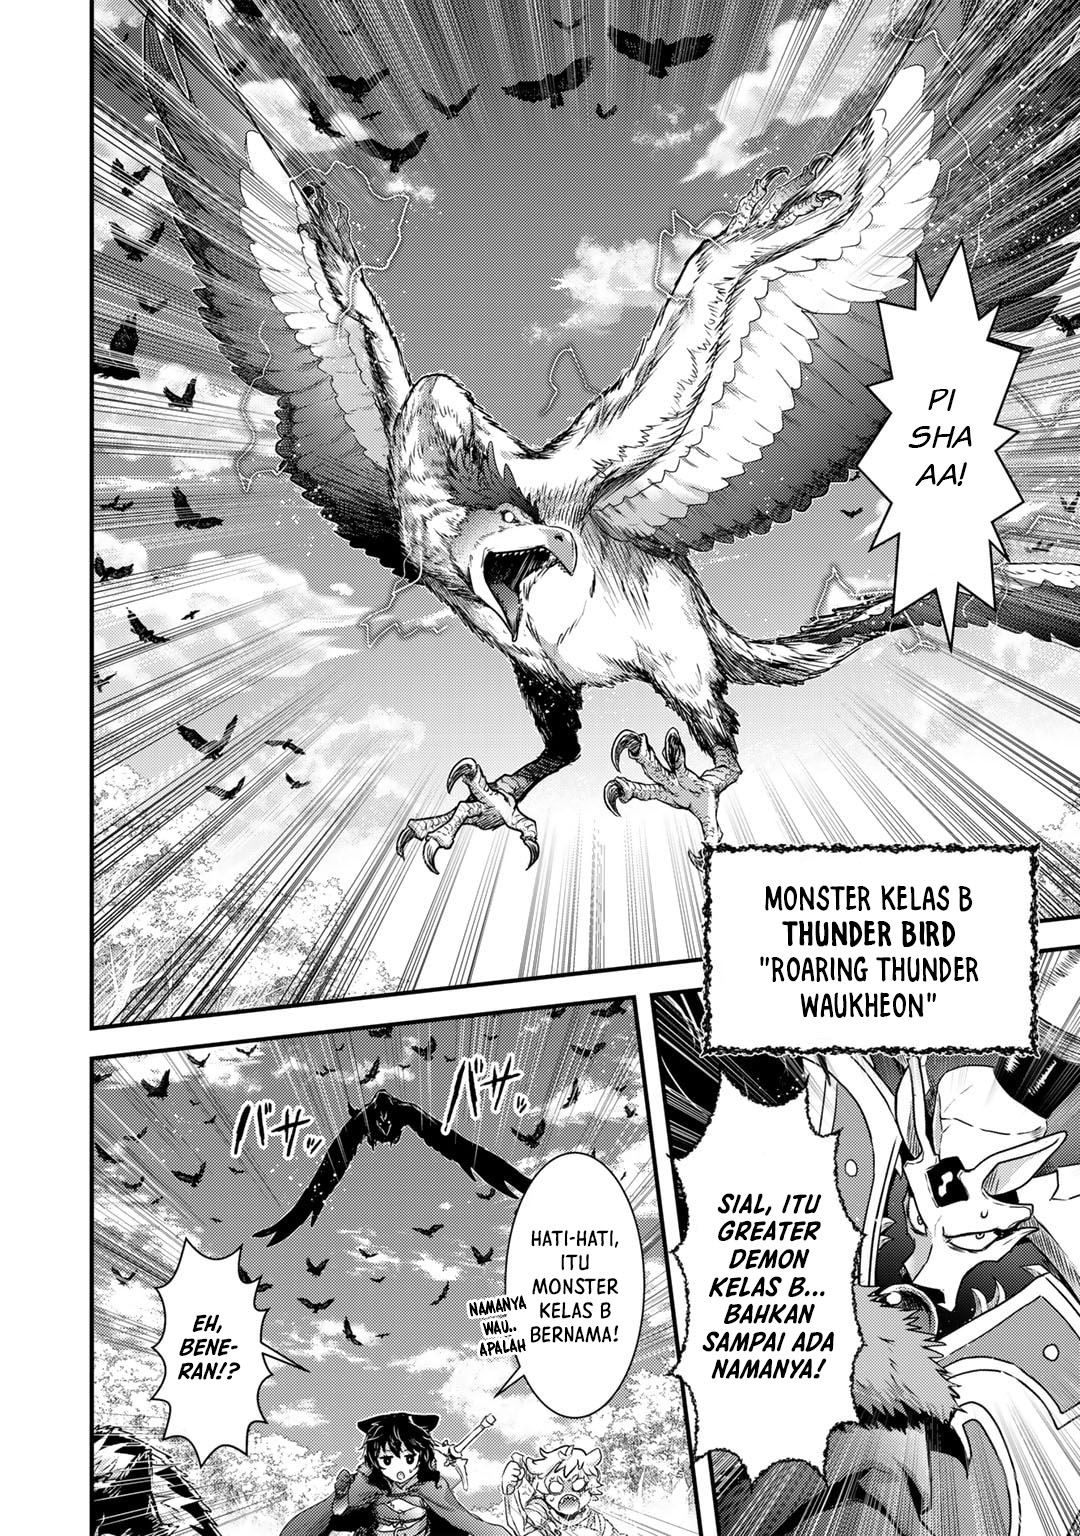 PI
SHA
AA!
MONSTER KELAS B
THUNDER BIRD
"ROARING THUNDER
WAUKHEON"
SIAL, ITU
GREATER
DEMON
KELAS B...
BAHKAN
SAMPAI ADA
NAMANYA!
バサッ
バサッ
HATI-HATI,
ITU
MONSTER
KELAS B
BERNAMA!
NAMANYA
WAU..
APALAH
EH,
BENE-
RAN!?